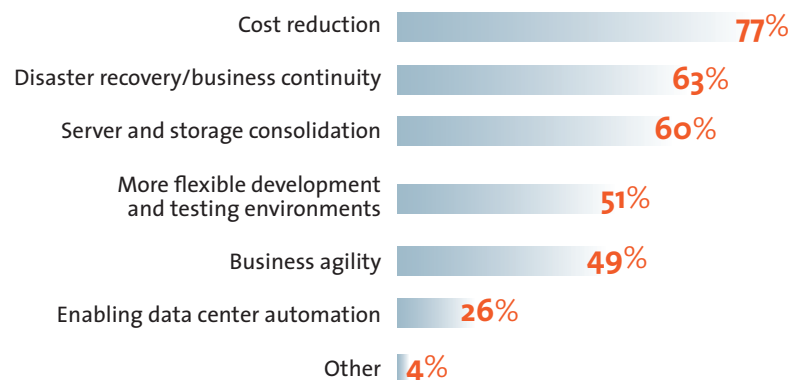 Cost reduction 77%
Disaster recovery/business continuity 63%
Server and storage consolidation 60%
More flexible development
and testing environments 51%
Business agility 49%
Enabling data center automation 26%
Other 4%